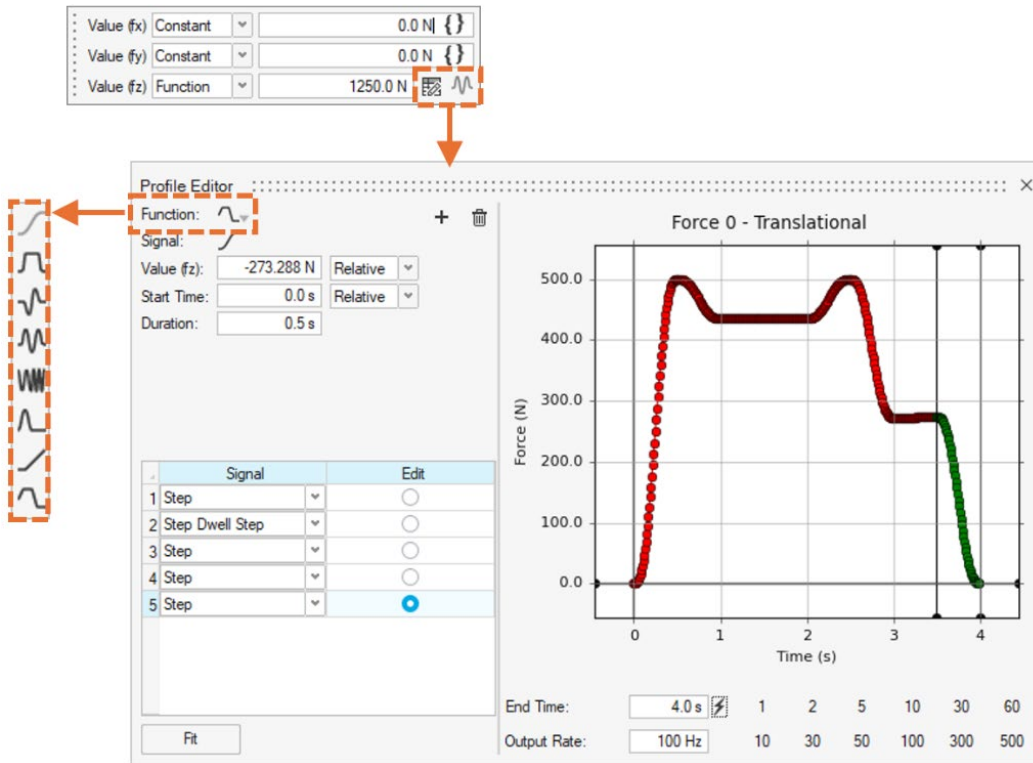 Value (fx) Constant 0.0 N {}
Value (fy) Constant 0.0 N {}
Value (fz) Function 1250.0 N
Profile Editor
Function:
Signal:
Value (fz): -273.288 N Relative
Start Time: 0.0 s Relative
Duration: 0.5 s
Signal Edit
1 Step
2 Step Dwell Step
3 Step
4 Step
5 Step
Fit
Force 0 - Translational
500.0
400.0
300.0
200.0
100.0
0.0
Force (N)
0 1 2 3 4
Time (s)
End Time: 4.0 s 1 2 5 10 30 60
Output Rate: 100 Hz 10 30 50 100 300 500